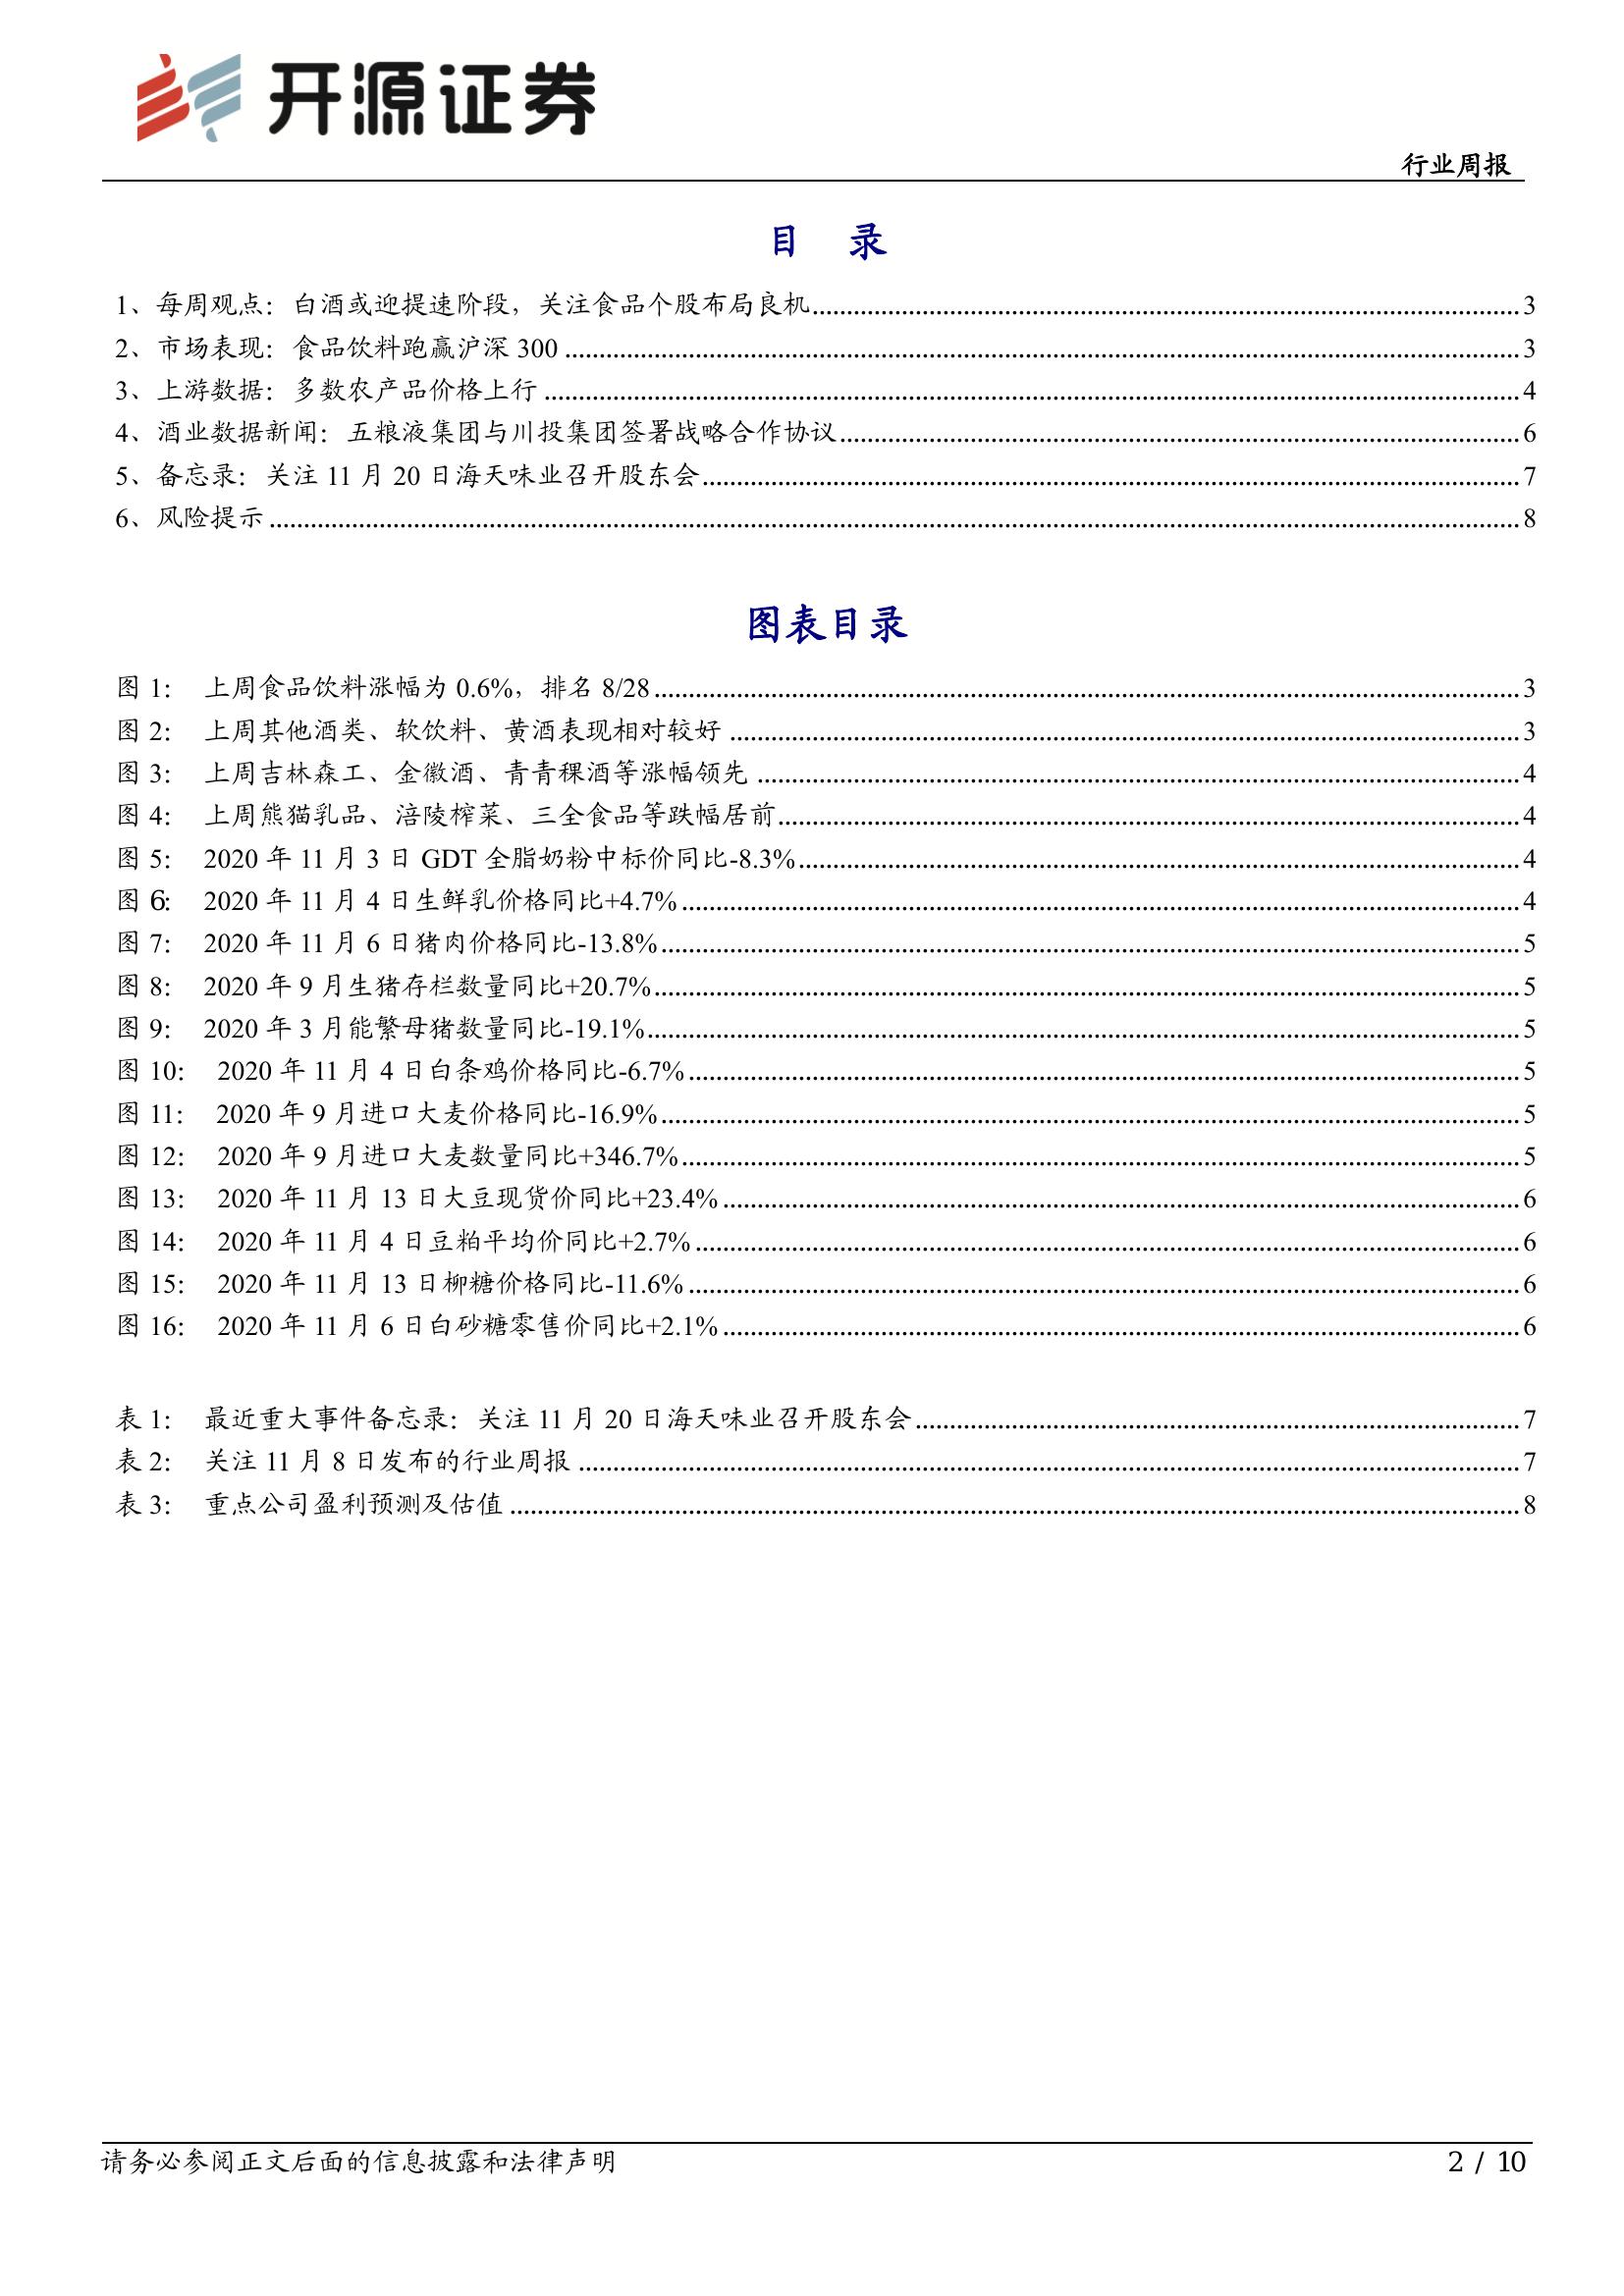 开源证券
行业周报
目 录
1、每周观点：白酒或迎提速阶段，关注食品个股布局良机 3
2、市场表现：食品饮料跑赢沪深 300 3
3、上游数据：多数农产品价格上行 4
4、酒业数据新闻：五粮液集团与川投集团签署战略合作协议 6
5、备忘录：关注 11 月 20 日海天味业召开股东会 7
6、风险提示 8
图表目录
图 1： 上周食品饮料涨幅为 0.6%，排名 8/28 3
图 2： 上周其他酒类、软饮料、黄酒表现相对较好 3
图 3： 上周吉林森工、金徽酒、青青稞酒等涨幅领先 4
图 4： 上周熊猫乳品、涪陵榨菜、三全食品等跌幅居前 4
图 5： 2020 年 11 月 3 日 GDT 全脂奶粉中标价同比-8.3% 4
图 6： 2020 年 11 月 4 日生鲜乳价格同比+4.7% 4
图 7： 2020 年 11 月 6 日猪肉价格同比-13.8% 5
图 8： 2020 年 9 月生猪存栏数量同比+20.7% 5
图 9： 2020 年 3 月能繁母猪数量同比-19.1% 5
图 10： 2020 年 11 月 4 日白条鸡价格同比-6.7% 5
图 11： 2020 年 9 月进口大麦价格同比-16.9% 5
图 12： 2020 年 9 月进口大麦数量同比+346.7% 5
图 13： 2020 年 11 月 13 日大豆现货价同比+23.4% 6
图 14： 2020 年 11 月 4 日豆粕平均价同比+2.7% 6
图 15： 2020 年 11 月 13 日柳糖价格同比-11.6% 6
图 16： 2020 年 11 月 6 日白砂糖零售价同比+2.1% 6
表 1： 最近重大事件备忘录：关注 11 月 20 日海天味业召开股东会 7
表 2： 关注 11 月 8 日发布的行业周报 7
表 3： 重点公司盈利预测及估值 8
请务必参阅正文后面的信息披露和法律声明
2 / 10